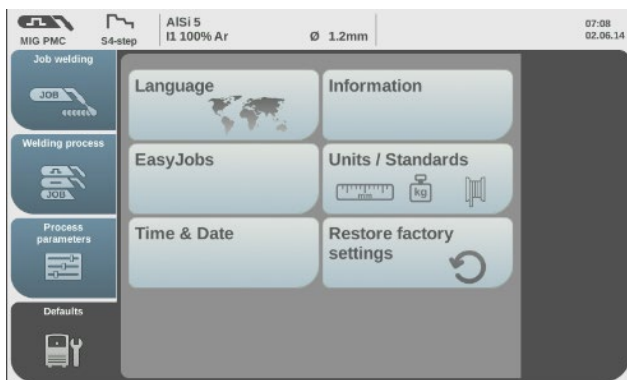 MIG PMC
S4-step
AlSi 5
I1 100% Ar
Ø 1.2mm
07:08
02.06.14
Job welding
JOB
Welding process
JOB
Process
parameters
Defaults
Language
Information
EasyJobs
Units / Standards
mm
kg
Time & Date
Restore factory
settings